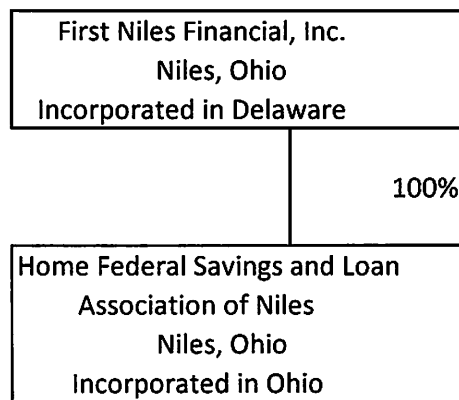 First Niles Financial, Inc.
Niles, Ohio
Incorporated in Delaware
100%
Home Federal Savings and Loan
Association of Niles
Niles, Ohio
Incorporated in Ohio